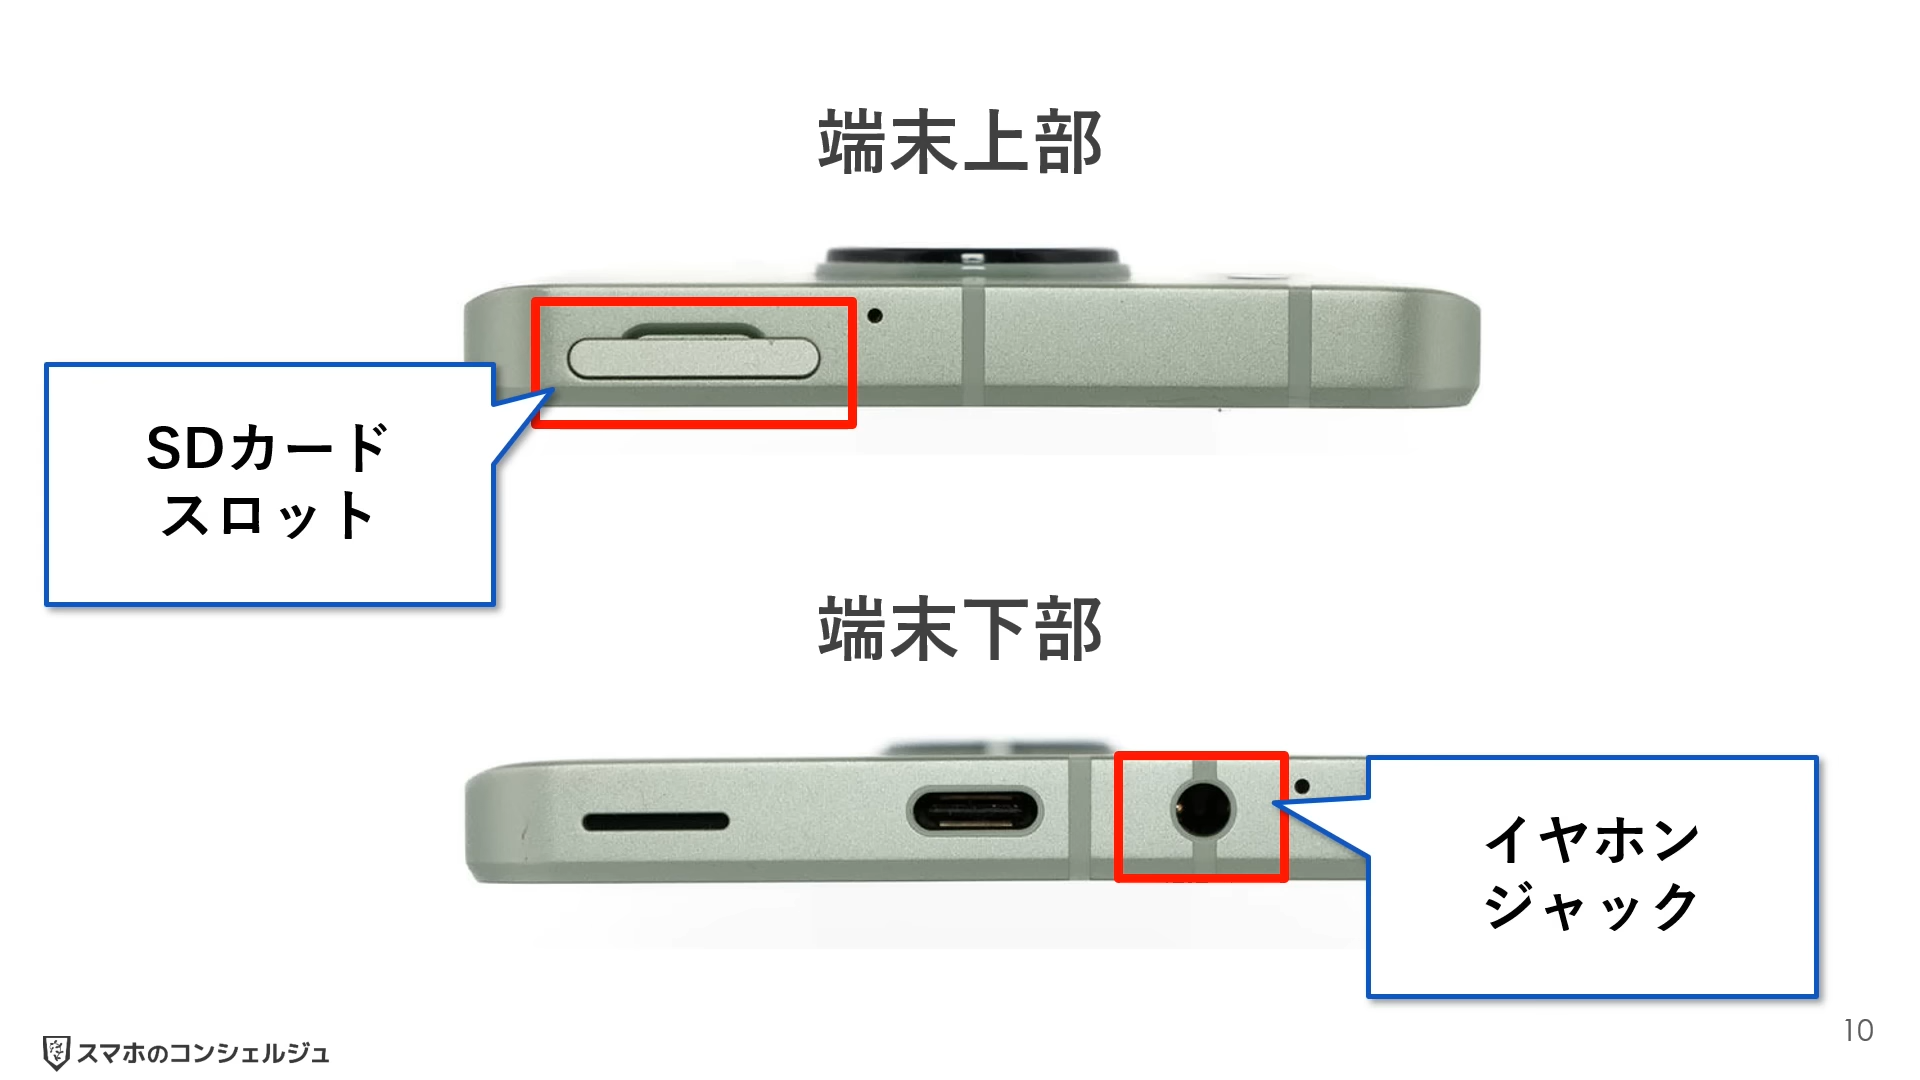 端末上部
SDカード
スロット
端末下部
イヤホン
ジャック
スマホのコンシェルジュ
10